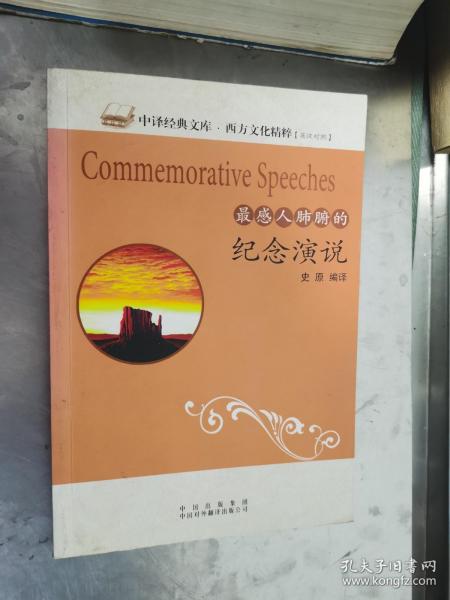 中译经典文库·西方文化精粹【英汉对照】
Commemorative Speeches
最感人肺腑的
纪念演说
史原 编译
中国出版集团
中国对外翻译出版公司
孔夫子旧书网
www.kongfz.com